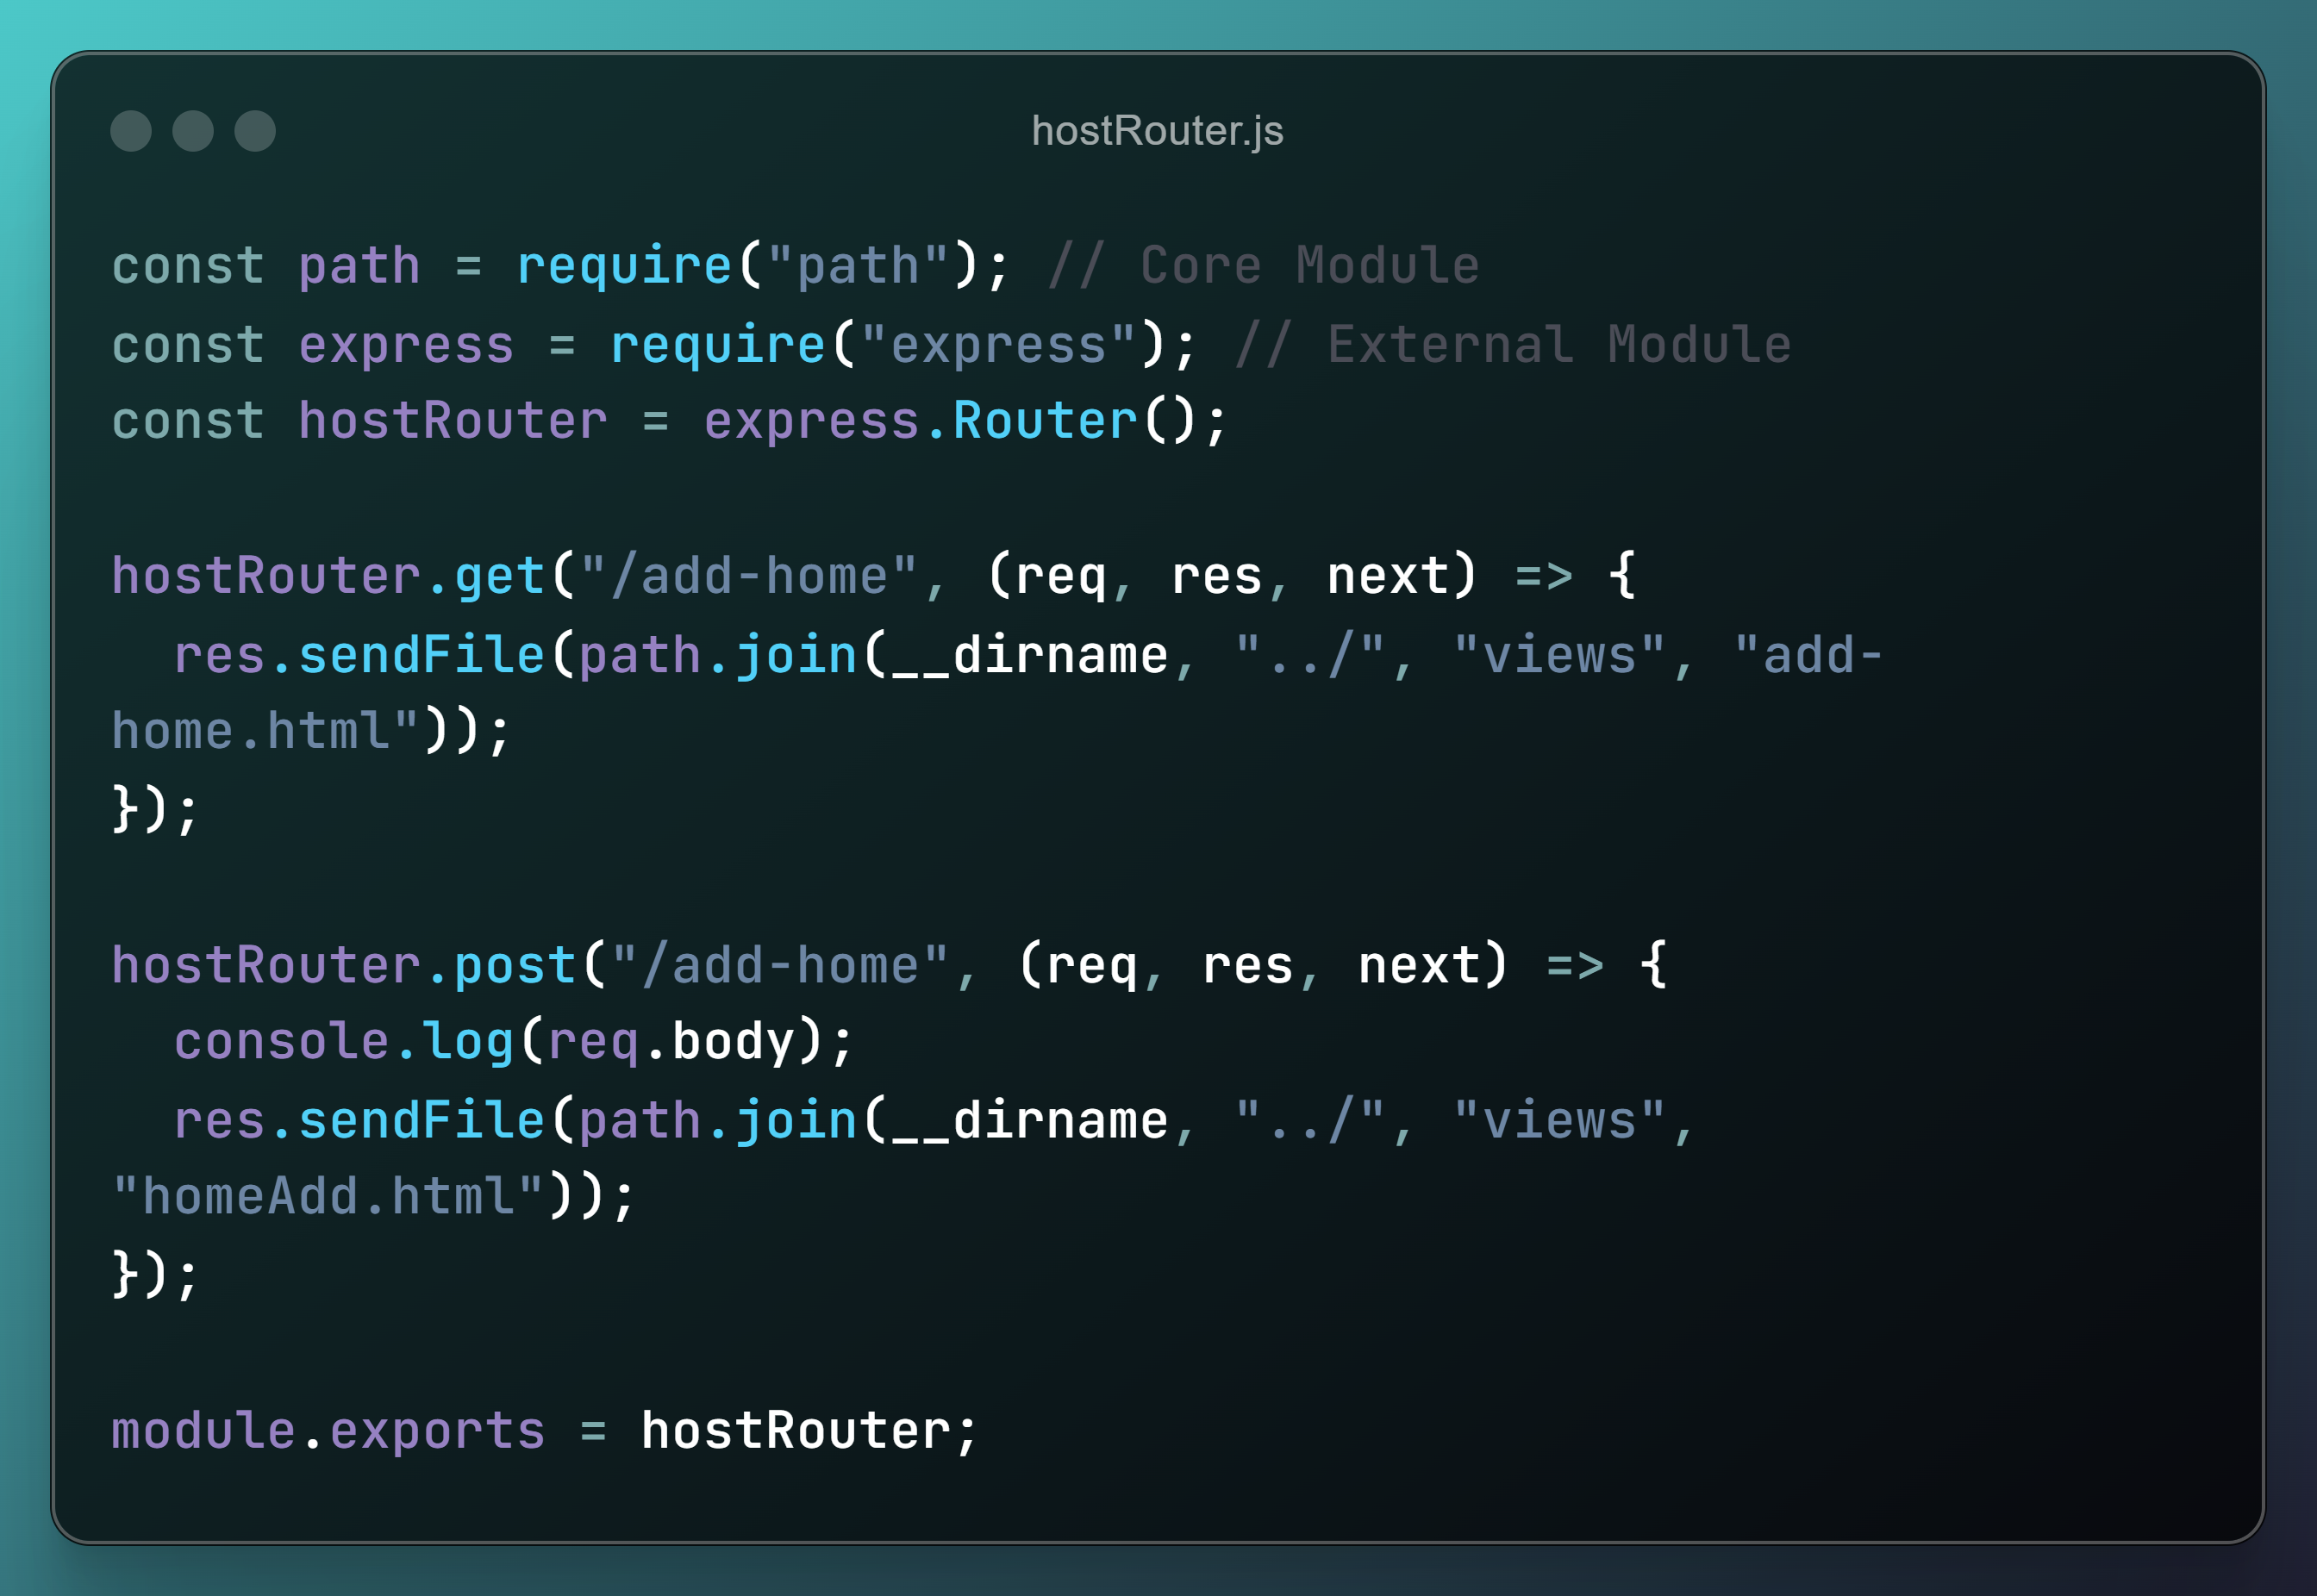 hostRouter.js
const path = require("path"); // Core Module
const express = require("express"); // External Module
const hostRouter = express.Router();
hostRouter.get("/add-home", (req, res, next) => {
  res.sendFile(path.join(__dirname, "../", "views", "add-
home.html"));
});
hostRouter.post("/add-home", (req, res, next) => {
  console.log(req.body);
  res.sendFile(path.join(__dirname, "../", "views",
"homeAdd.html"));
});
module.exports = hostRouter;